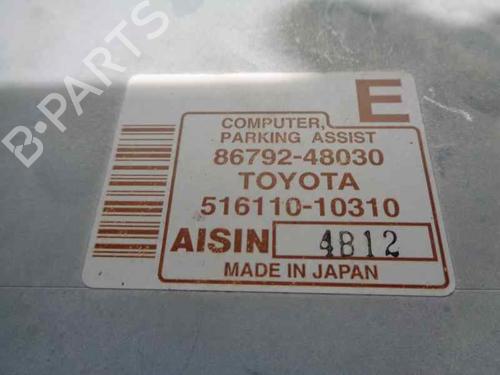 E
COMPUTER,
PARKING ASSIST
86792-48030
TOYOTA
516110-10310
AISIN 4B12
MADE IN JAPAN
B-PARTS